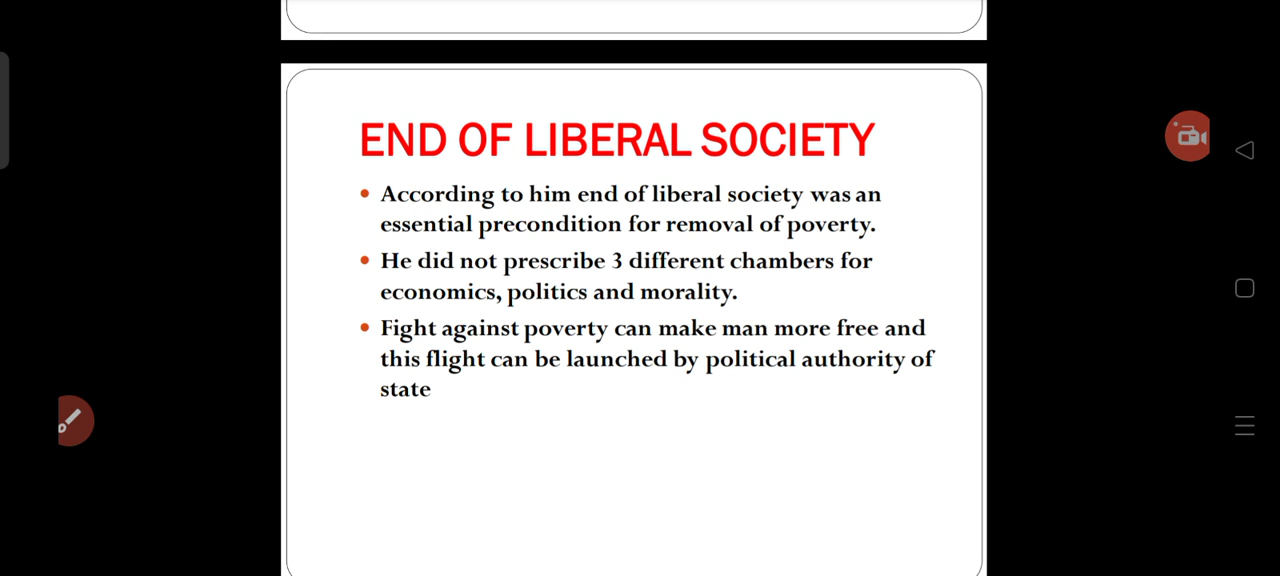 END OF LIBERAL SOCIETY
• According to him end of liberal society was an
essential precondition for removal of poverty.
• He did not prescribe 3 different chambers for
economics, politics and morality.
• Fight against poverty can make man more free and
this flight can be launched by political authority of
state